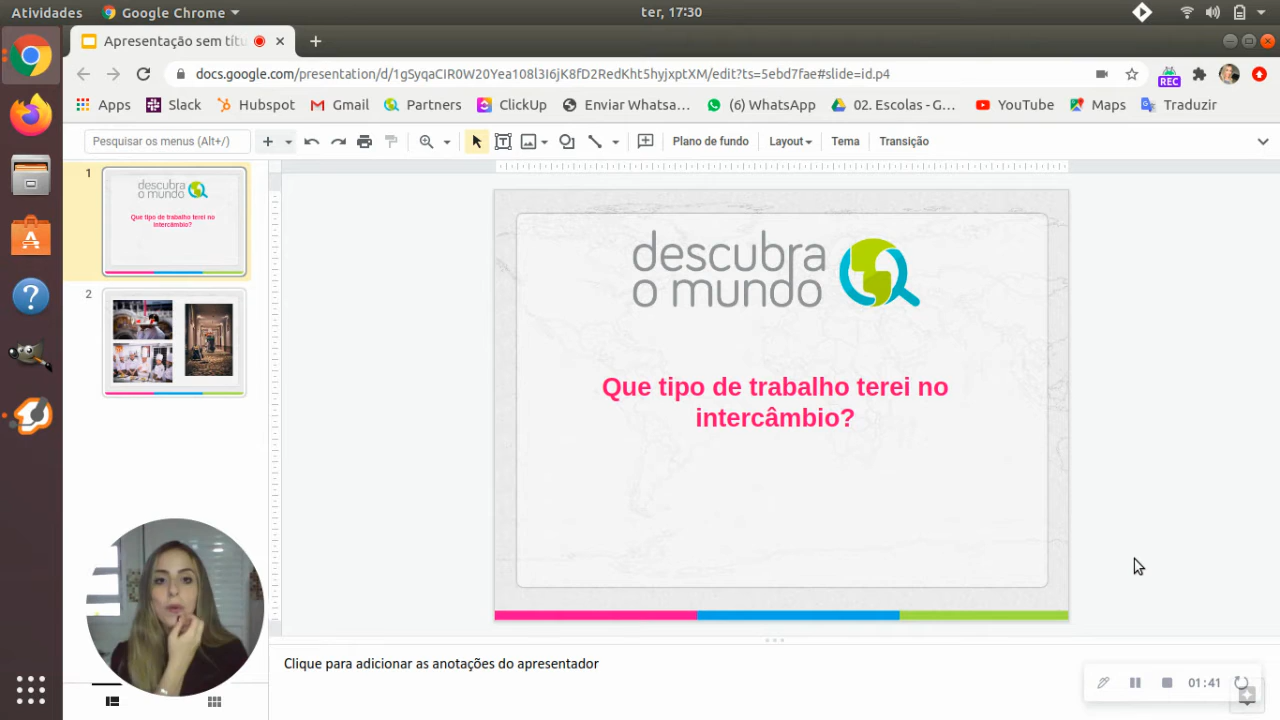 Atividades
Google Chrome
ter, 17:30
Apresentação sem títu
docs.google.com/presentation/d/1gSyqaCIR0W20Yea108l3I6jK8fD2RedKht5hyjxptXM/edit?ts=5ebd7fae#slide=id.p4
REC
Apps
Slack
Hubspot
Gmail
Partners
ClickUp
Enviar Whatsa...
(6) WhatsApp
02. Escolas - G...
YouTube
Maps
Traduzir
Pesquisar os menus (Alt+/)
Plano de fundo
Layout
Tema
Transição
1
descubra
o mundo
Que tipo de trabalho terei no
intercâmbio?
2
descubra
o mundo
Que tipo de trabalho terei no
intercâmbio?
Clique para adicionar as anotações do apresentador
01:41